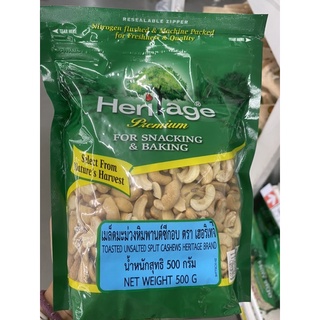 RESEALABLE ZIPPER
Nitrogen flushed & Machine Packed
for Freshness & Quality
Heritage
Premium
FOR SNACKING
& BAKING
Select From
Nature's Harvest
เมล็ดมะม่วงหิมพานต์ซีกอบ ตรา เฮอริเทจ
TOASTED UNSALTED SPLIT CASHEWS HERITAGE BRAND
น้ำหนักสุทธิ 500 กรัม
NET WEIGHT 500 G